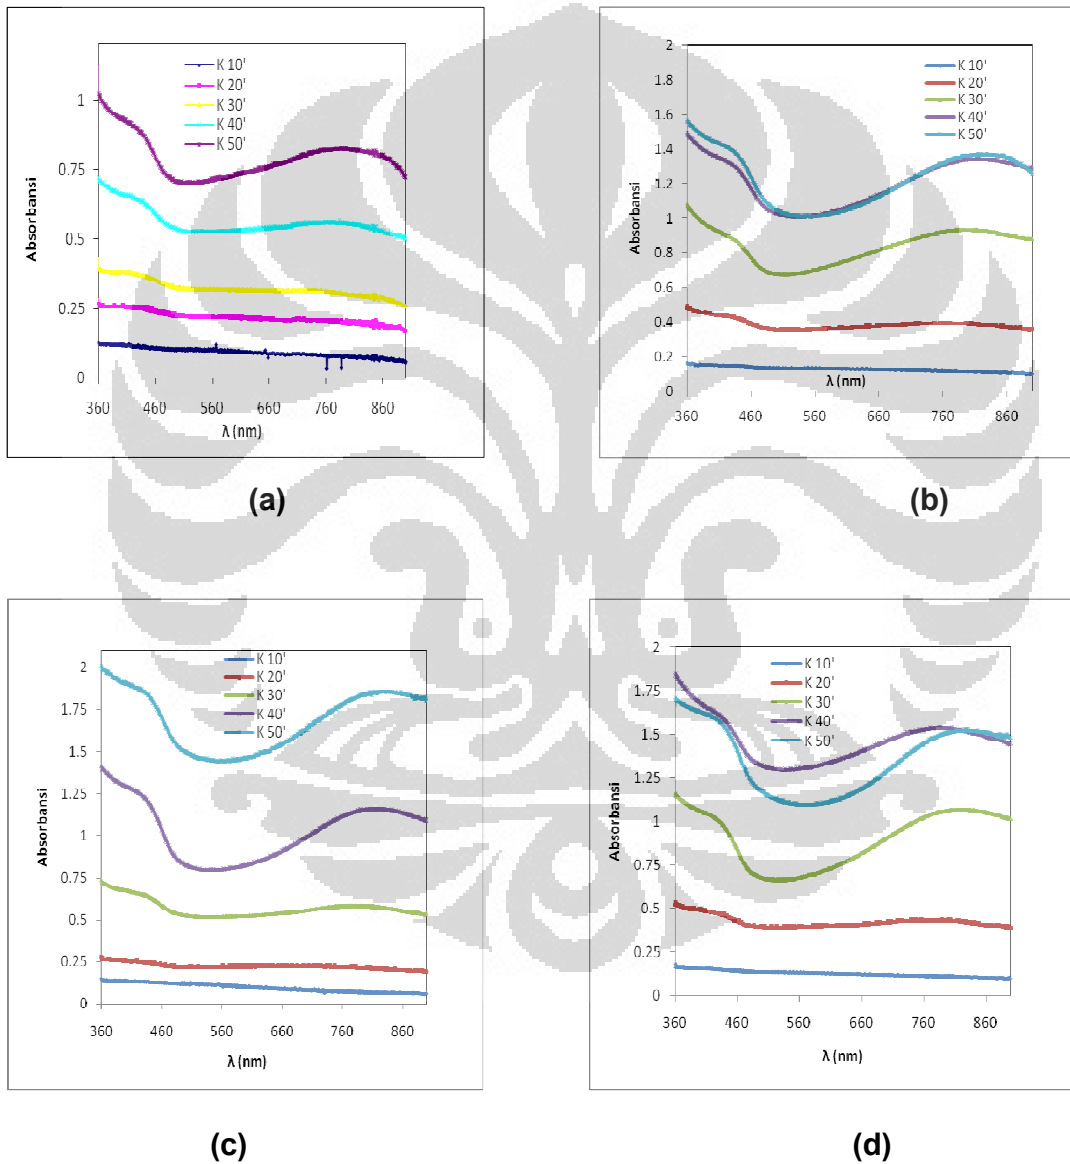 K 10'
K 20'
K 30'
K 40'
K 50'
1
0.75
0.5
0.25
0
Absorbansi
360 460 560 660 760 860
λ (nm)
(a)
2
1.8
1.6
1.4
1.2
1
0.8
0.6
0.4
0.2
0
Absorbansi
K 10'
K 20'
K 30'
K 40'
K 50'
λ (nm)
360 460 560 660 760 860
(b)
2
1.75
1.5
1.25
1
0.75
0.5
0.25
0
Absorbansi
K 10'
K 20'
K 30'
K 40'
K 50'
360 460 560 660 760 860
λ (nm)
(c)
2
1.75
1.5
1.25
1
0.75
0.5
0.25
0
Absorbansi
K 10'
K 20'
K 30'
K 40'
K 50'
360 460 560 660 760 860
λ (nm)
(d)